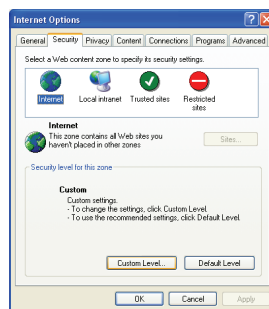 Internet Options
General Security Privacy Content Connections Programs Advanced
Select a Web content zone to specify its security settings.
Internet Local intranet Trusted sites Restricted
sites
Internet
This zone contains all Web sites you
haven't placed in other zones
Sites...
Security level for this zone
Custom
Custom settings.
- To change the settings, click Custom Level.
- To use the recommended settings, click Default Level.
Custom Level... Default Level
OK Cancel Apply